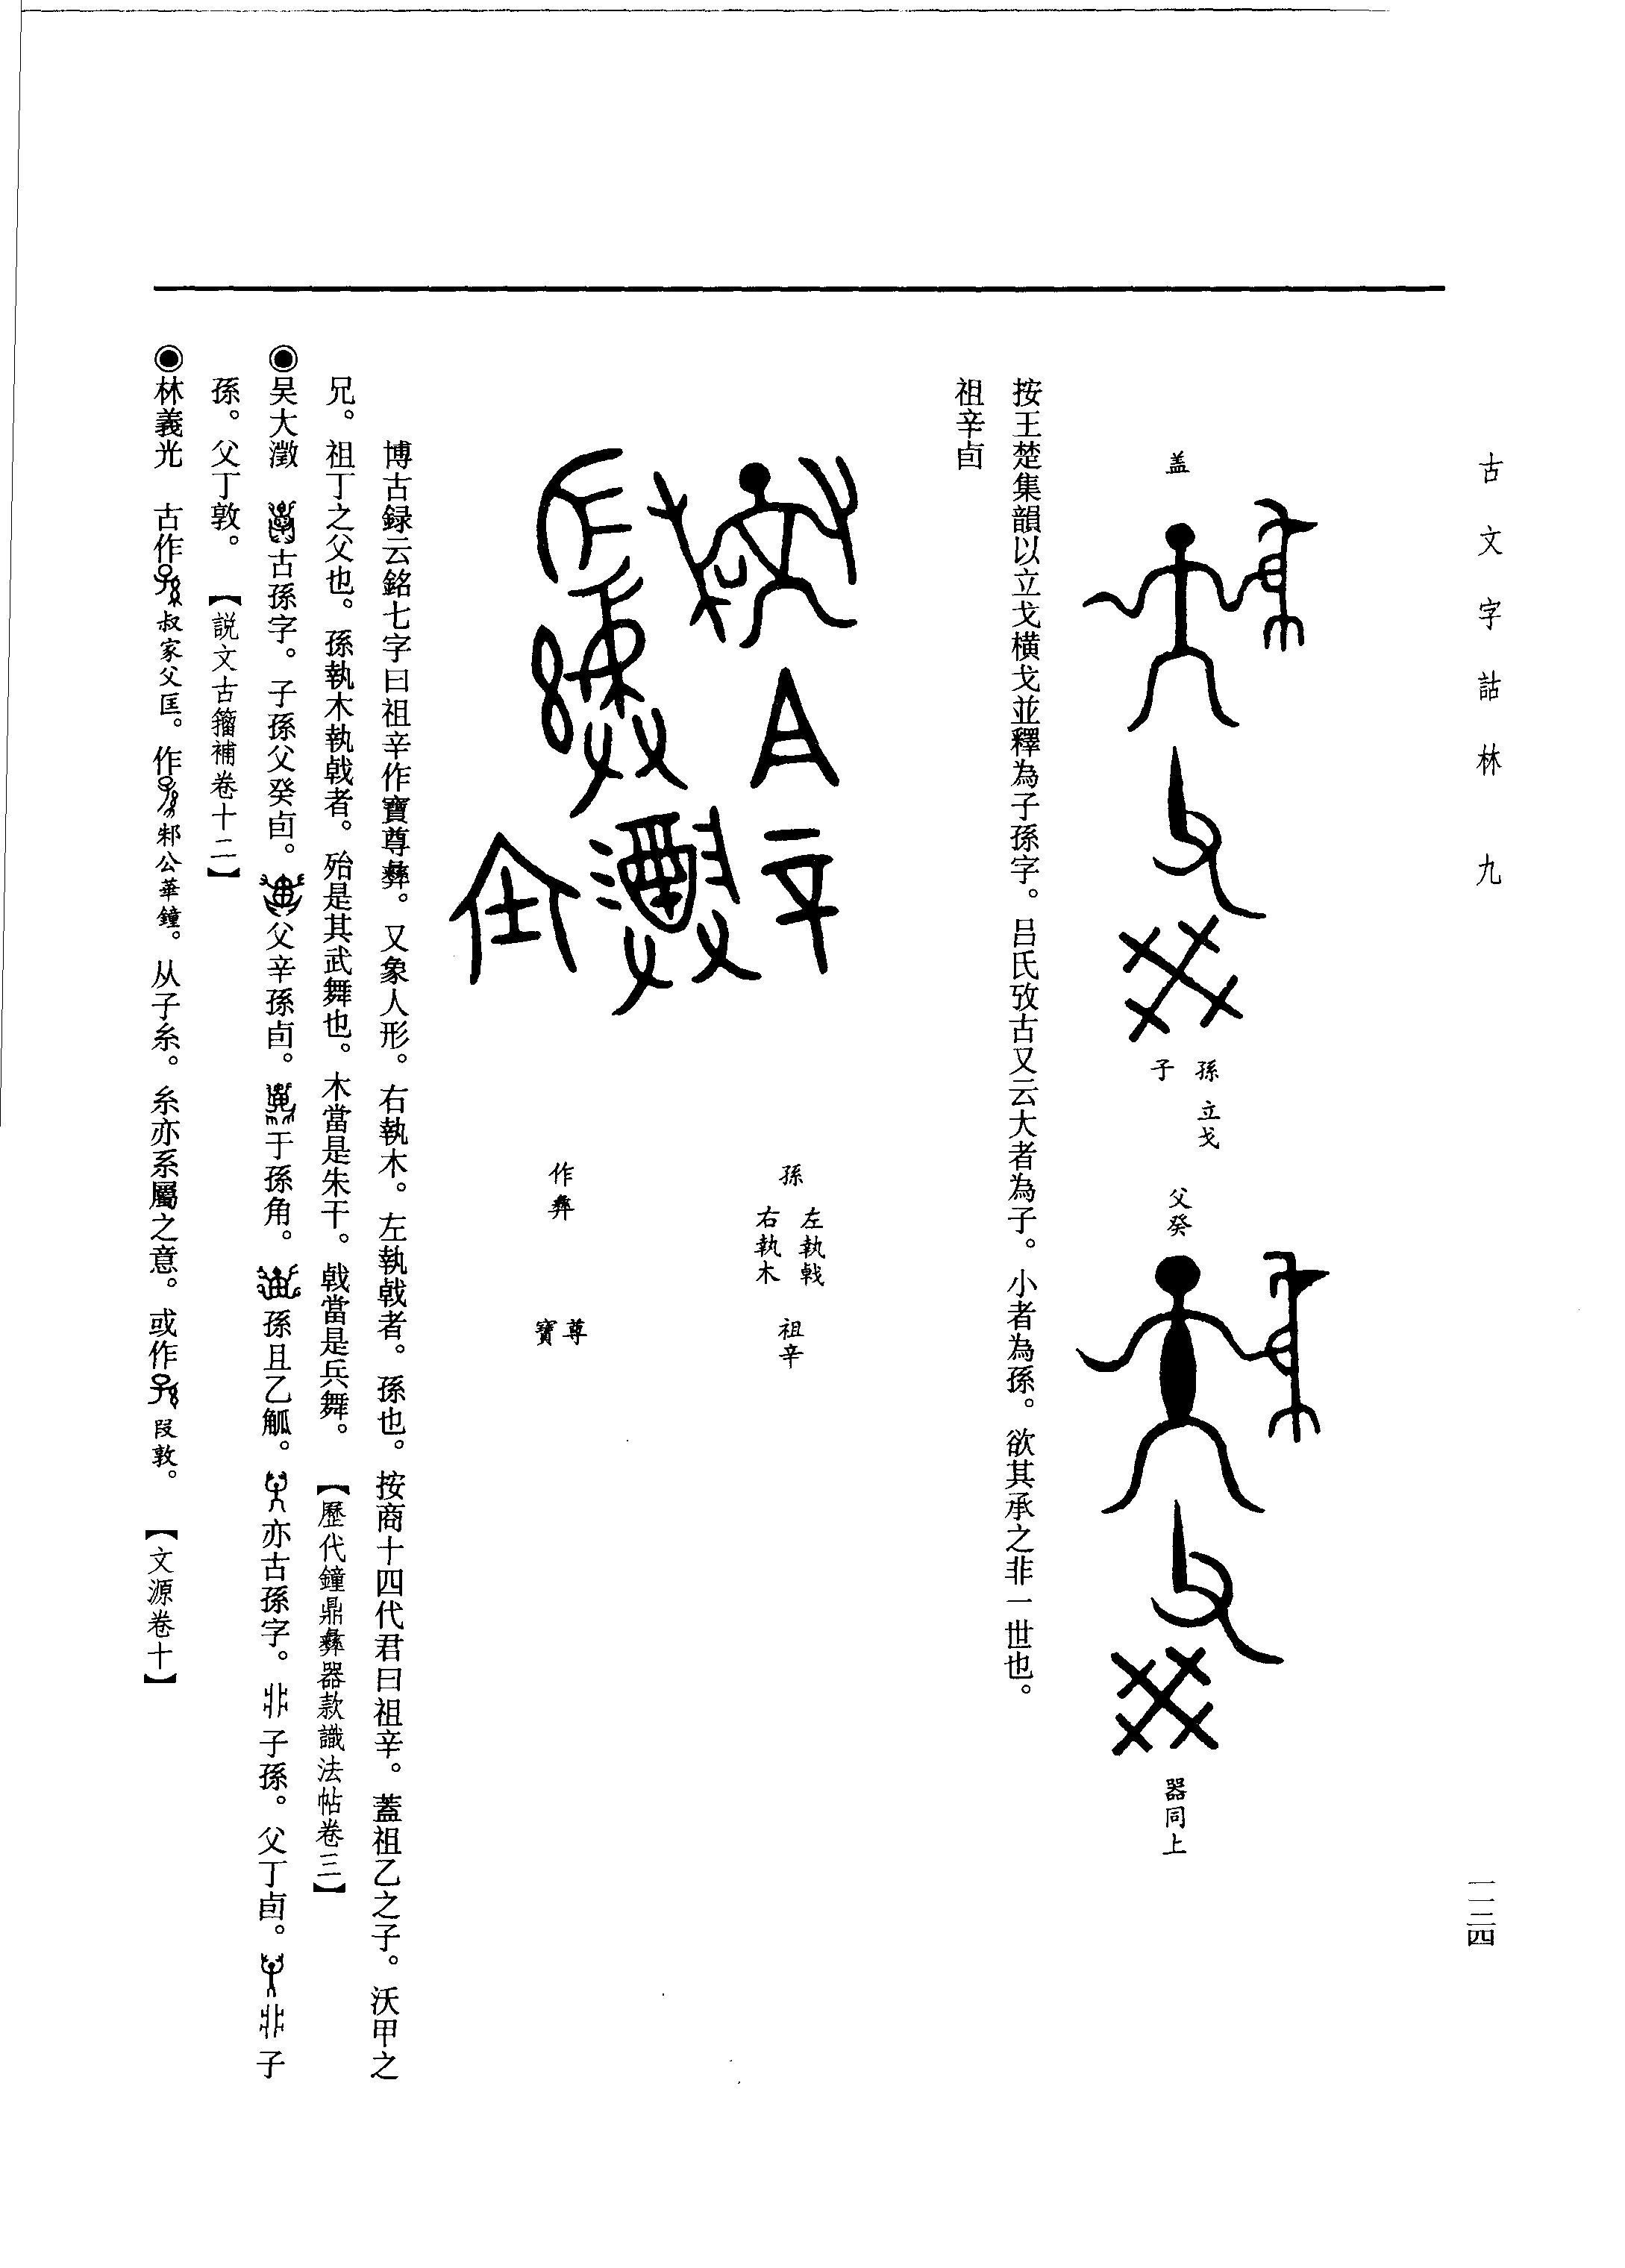 古文字詁林 九
一一三四
盖
孫 立戈
子
父癸
器同上
按王楚集韻以立戈横戈並釋為子孫字。吕氏攷古又云大者為子。小者為孫。欲其承之非一世也。
祖辛卣
孫 左執戟
右執木
祖辛
作彝
尊
寶
博古録云銘七字曰祖辛作寶尊彝。又象人形。右執木。左執戟者。孫也。按商十四代君曰祖辛。蓋祖乙之子。沃甲之
兄。祖丁之父也。孫執木執戟者。殆是其武舞也。木當是朱干。戟當是兵舞。 【歷代鐘鼎彝器款識法帖卷三】
◉吴大澂 古孫字。子孫父癸卣。父辛孫卣。于孫角。孫且乙觚。亦古孫字。子孫。父丁卣。子
孫。父丁敦。 【説文古籀補卷十二】
◉林義光 古作叔家父匡。作邾公華鐘。从子糸。糸亦系屬之意。或作段敦。 【文源卷十】